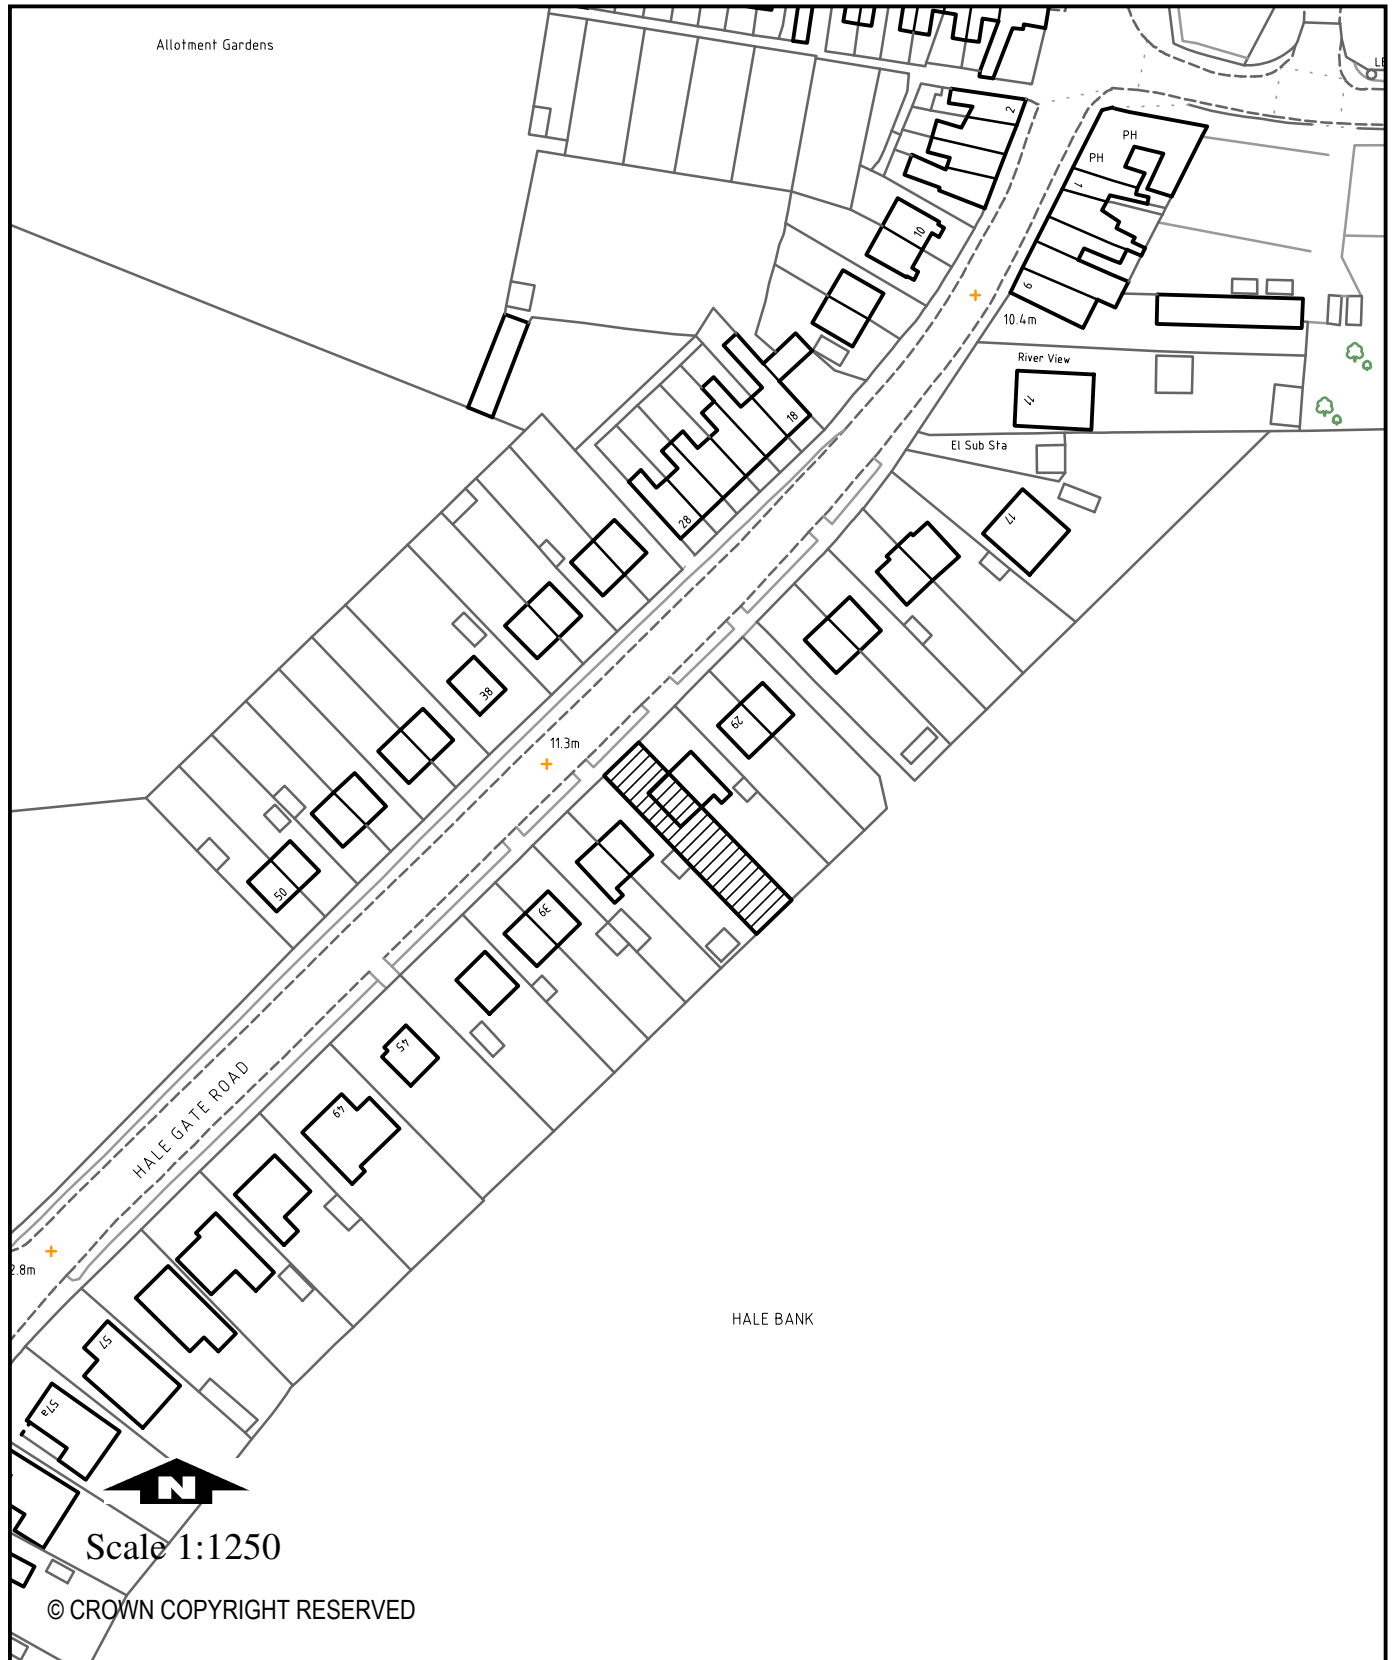 Allotment Gardens
LE
2
PH
PH
1
10
6
10.4m
River View
11
18
El Sub Sta
28
17
38
29
11.3m
50
39
45
HALE GATE ROAD
49
2.8m
HALE BANK
57
57a
N
Scale 1:1250
© CROWN COPYRIGHT RESERVED